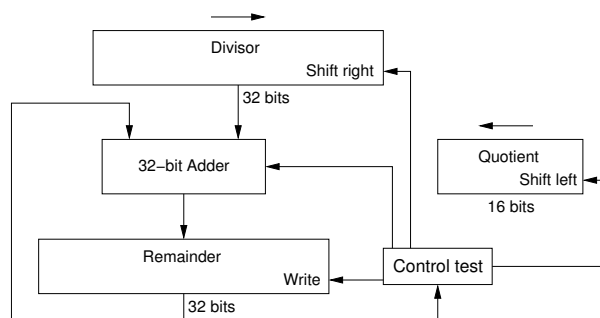 Divisor
Shift right
32 bits
32−bit Adder
Quotient
Shift left
16 bits
Remainder
Write
Control test
32 bits